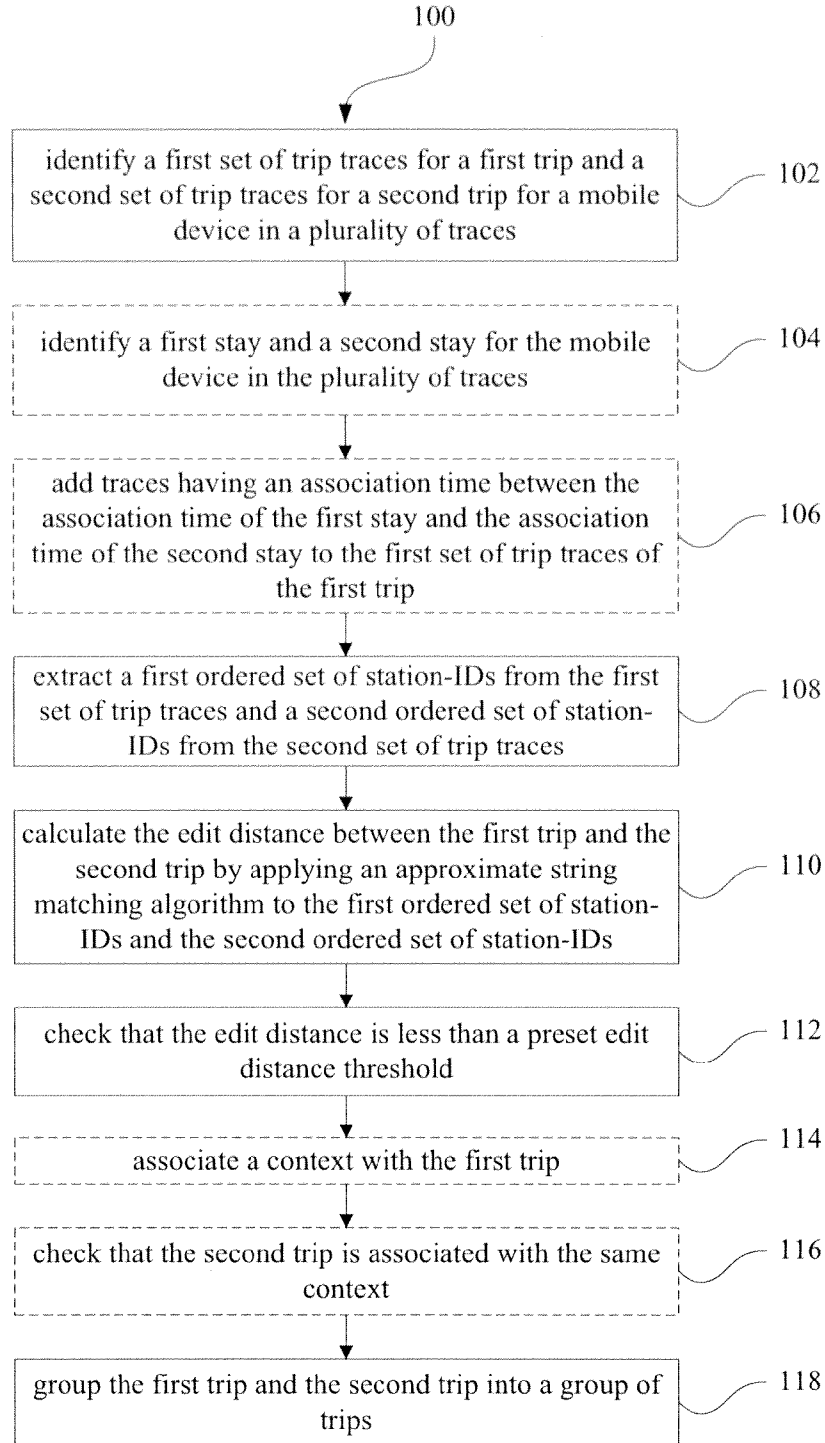 100
identify a first set of trip traces for a first trip and a
second set of trip traces for a second trip for a mobile
device in a plurality of traces
102
identify a first stay and a second stay for the mobile
device in the plurality of traces
104
add traces having an association time between the
association time of the first stay and the association
time of the second stay to the first set of trip traces of
the first trip
106
extract a first ordered set of station-IDs from the first
set of trip traces and a second ordered set of station-
IDs from the second set of trip traces
108
calculate the edit distance between the first trip and the
second trip by applying an approximate string
matching algorithm to the first ordered set of station-
IDs and the second ordered set of station-IDs
110
check that the edit distance is less than a preset edit
distance threshold
112
associate a context with the first trip
114
check that the second trip is associated with the same
context
116
group the first trip and the second trip into a group of
trips
118